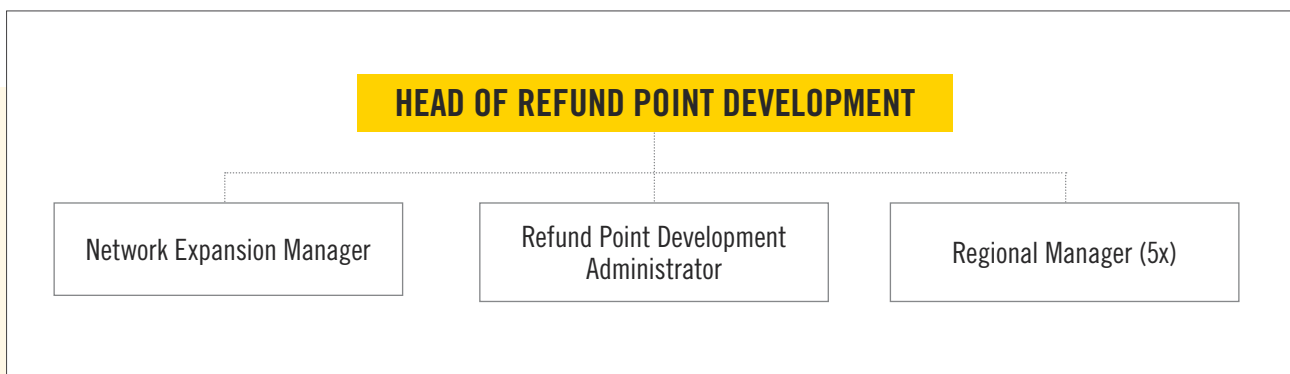 HEAD OF REFUND POINT DEVELOPMENT
Network Expansion Manager
Refund Point Development
Administrator
Regional Manager (5x)